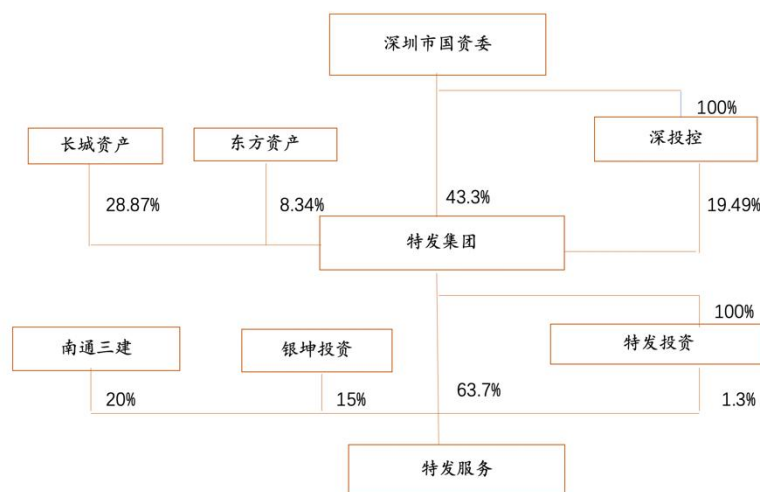 深圳市国资委
100%
长城资产
东方资产
深投控
28.87%
8.34%
43.3%
19.49%
特发集团
100%
南通三建
银坤投资
特发投资
20%
15%
63.7%
1.3%
特发服务